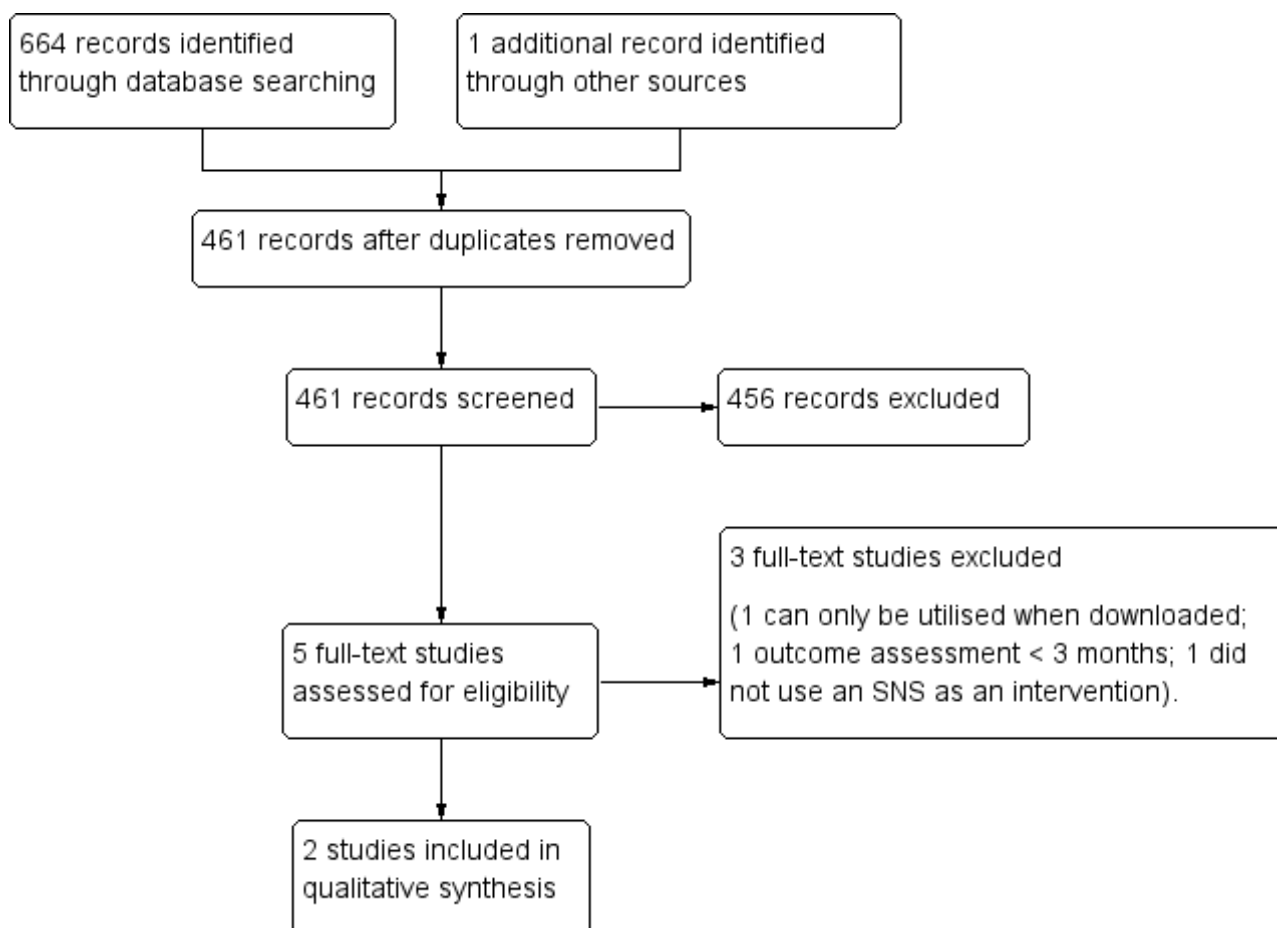 664 records identified
through database searching
1 additional record identified
through other sources
461 records after duplicates removed
461 records screened
456 records excluded
3 full-text studies excluded
(1 can only be utilised when downloaded;
1 outcome assessment < 3 months; 1 did
not use an SNS as an intervention).
5 full-text studies
assessed for eligibility
2 studies included in
qualitative synthesis